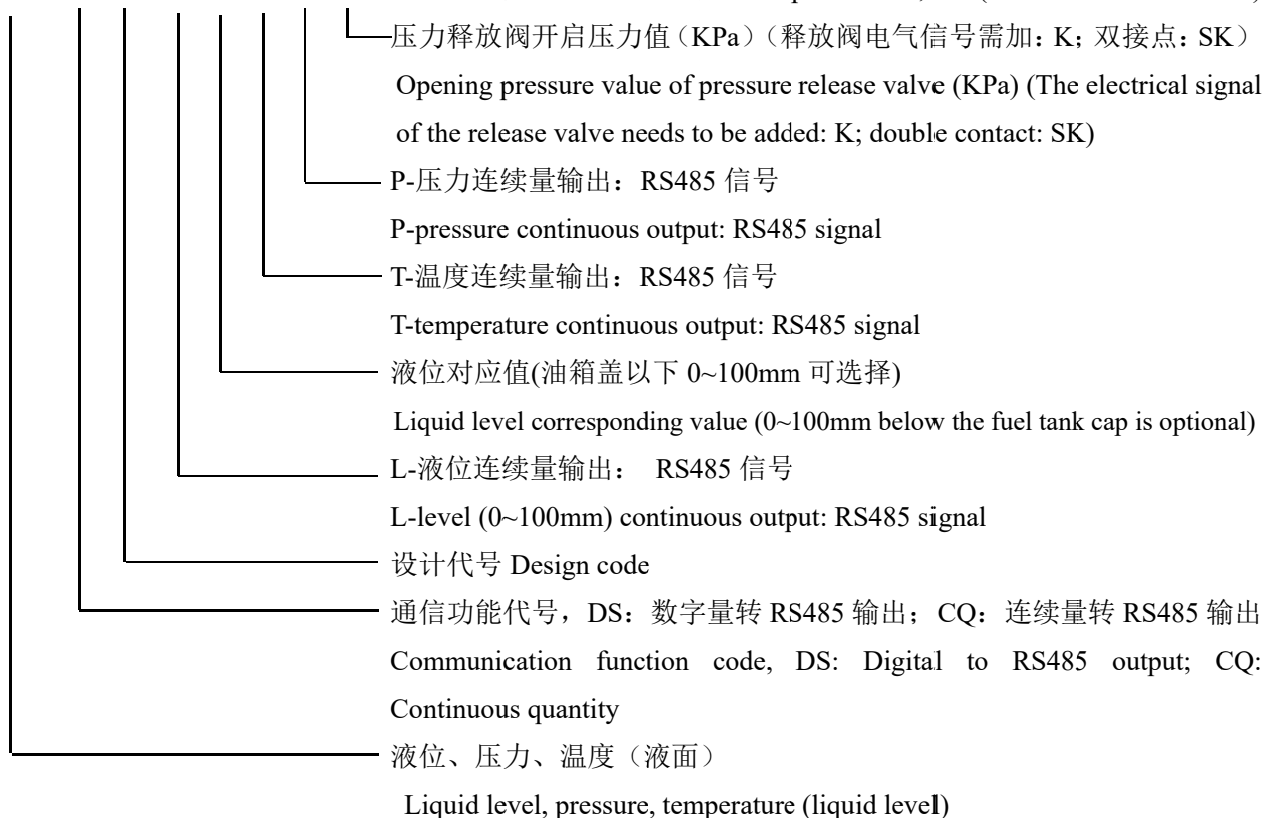 压力释放阀开启压力值（KPa）（释放阀电气信号需加：K；双接点：SK）
Opening pressure value of pressure release valve (KPa) (The electrical signal
of the release valve needs to be added: K; double contact: SK)
P-压力连续量输出：RS485 信号
P-pressure continuous output: RS485 signal
T-温度连续量输出：RS485 信号
T-temperature continuous output: RS485 signal
液位对应值(油箱盖以下 0~100mm 可选择)
Liquid level corresponding value (0~100mm below the fuel tank cap is optional)
L-液位连续量输出： RS485 信号
L-level (0~100mm) continuous output: RS485 signal
设计代号 Design code
通信功能代号，DS：数字量转 RS485 输出；CQ：连续量转 RS485 输出
Communication function code, DS: Digital to RS485 output; CQ:
Continuous quantity
液位、压力、温度（液面）
Liquid level, pressure, temperature (liquid level)